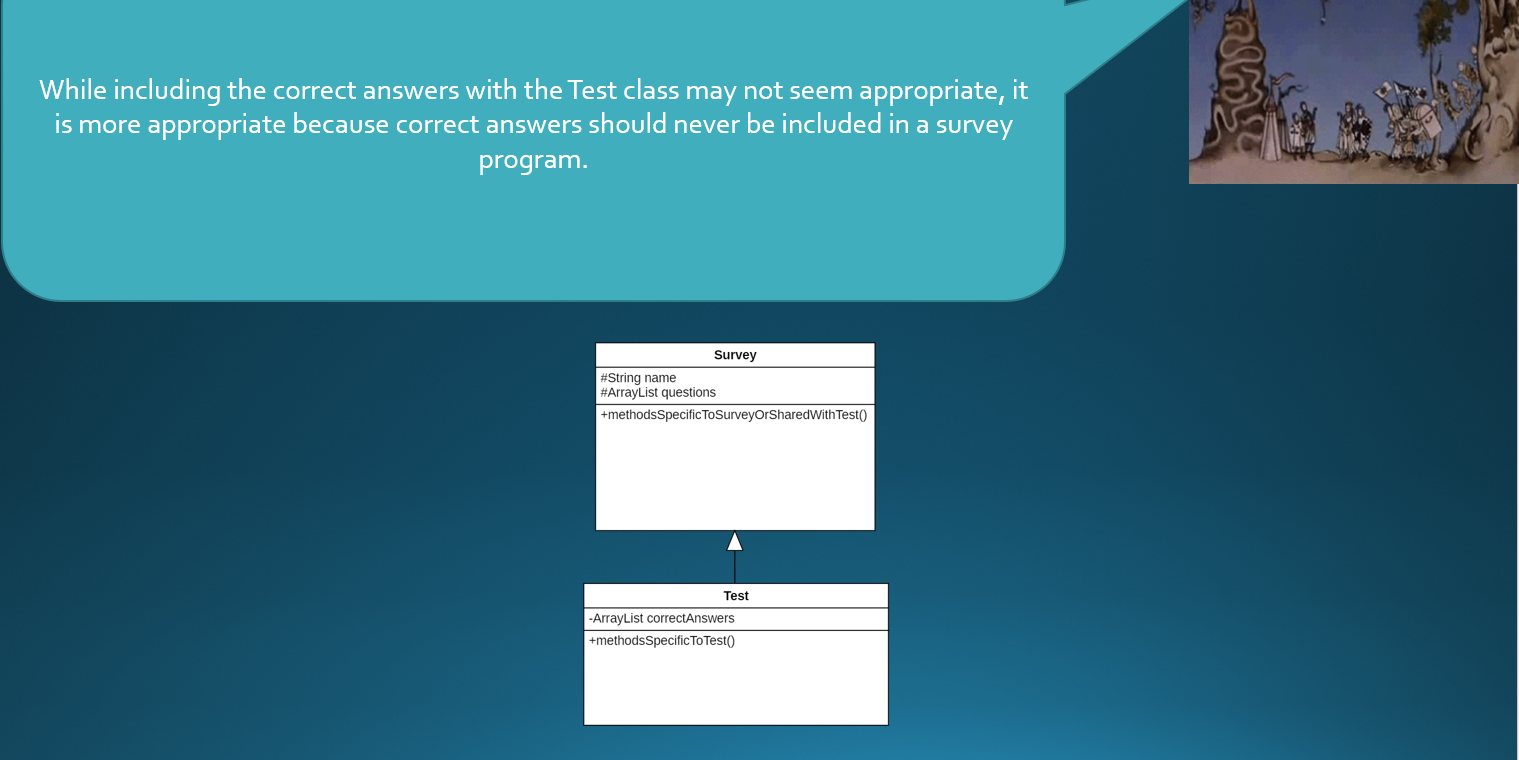 While including the correct answers with the Test class may not seem appropriate, it
is more appropriate because correct answers should never be included in a survey
program.
Survey
#String name
#ArrayList questions
+methodsSpecificToSurveyOrSharedWithTest()
Test
-ArrayList correctAnswers
+methodsSpecificToTest()